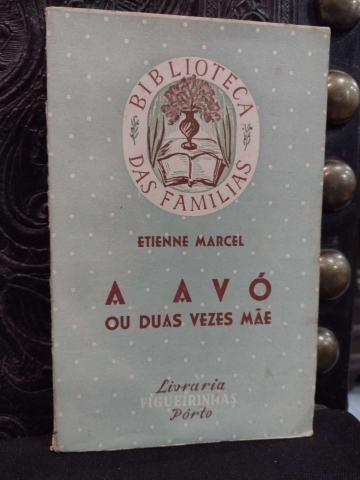 BIBLIOTECA
DAS FAMILIAS
ETIENNE MARCEL
A AVÓ
OU DUAS VEZES MÃE
Livraria
FIGUEIRINHAS
Pôrto